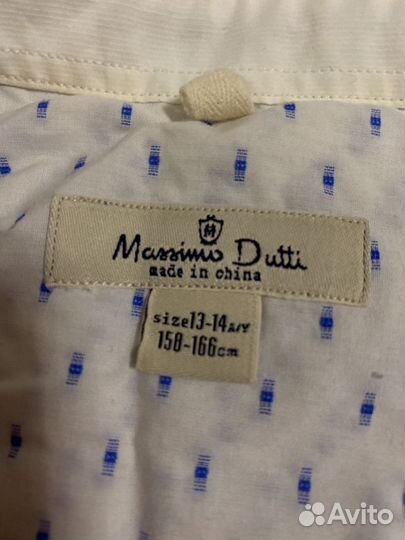 M
Massimo Dutti
made in china
size13-14A/Y
158-166cm
Avito